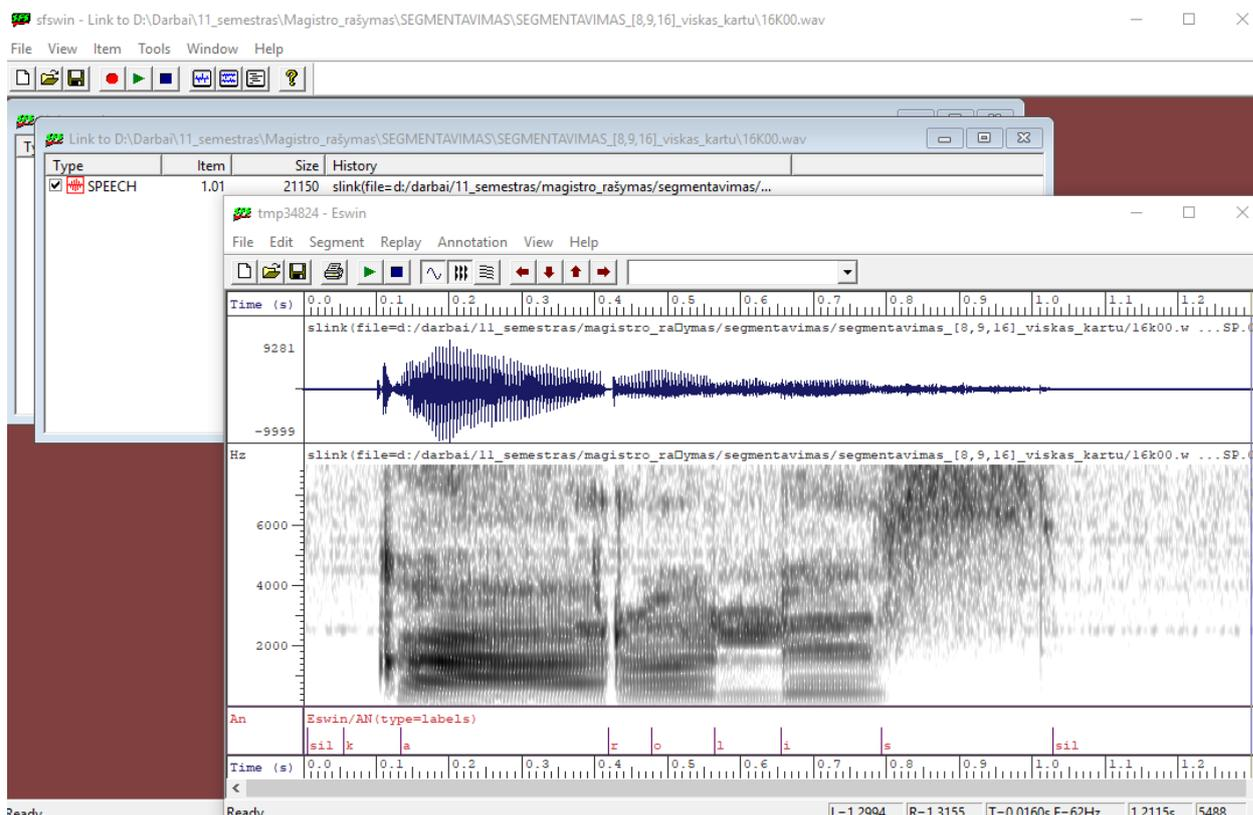 sfswin - Link to D:\Darbai\11_semestras\Magistro_rašymas\SEGMENTAVIMAS\SEGMENTAVIMAS_[8,9,16]_viskas_kartu\16K00.wav
File View Item Tools Window Help
Link to D:\Darbai\11_semestras\Magistro_rašymas\SEGMENTAVIMAS\SEGMENTAVIMAS_[8,9,16]_viskas_kartu\16K00.wav
Type Item Size History
SPEECH 1.01 21150 slink(file=d:/darbai/11_semestras/magistro_rašymas/segmentavimas/...
tmp34824 - Eswin
File Edit Segment Replay Annotation View Help
Time (s) 0.0 0.1 0.2 0.3 0.4 0.5 0.6 0.7 0.8 0.9 1.0 1.1 1.2
slink(file=d:/darbai/11_semestras/magistro_ra□ymas/segmentavimas/segmentavimas_[8,9,16]_viskas_kartu/16k00.w ...SP.
9281
-9999
Hz slink(file=d:/darbai/11_semestras/magistro_ra□ymas/segmentavimas/segmentavimas_[8,9,16]_viskas_kartu/16k00.w ...SP.
6000
4000
2000
An Eswin/AN(type=labels)
sil k a r o l i s sil
Time (s) 0.0 0.1 0.2 0.3 0.4 0.5 0.6 0.7 0.8 0.9 1.0 1.1 1.2
Ready Ready L=1.2994 R=1.3155 T=0.0160s F=62Hz 1.2115s 5488